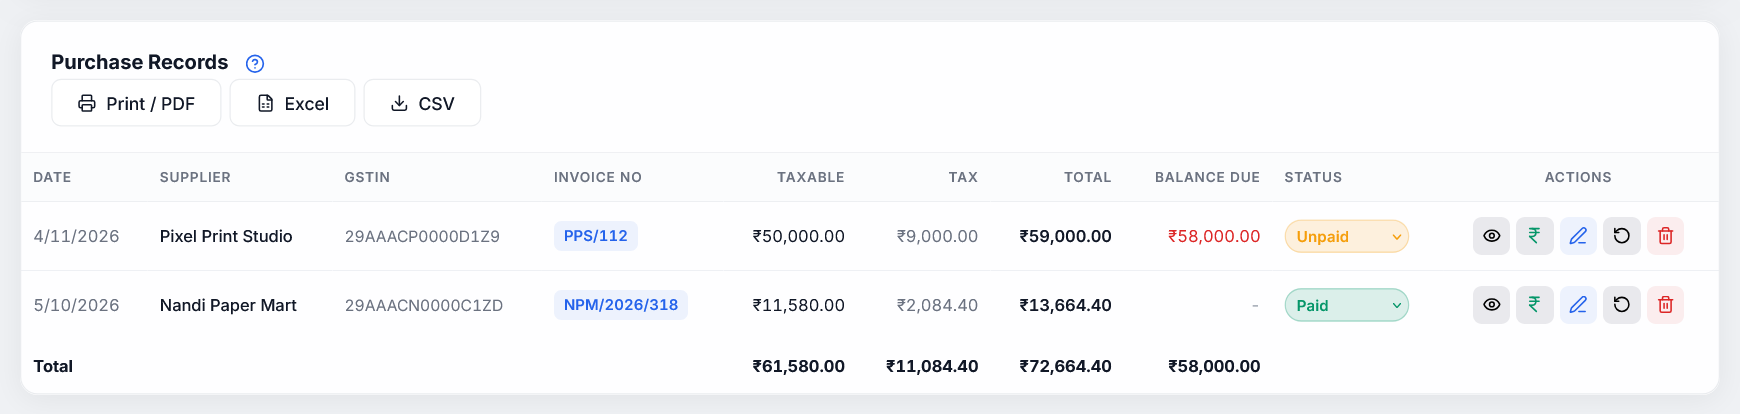 Purchase Records
Print / PDF Excel CSV
DATE SUPPLIER GSTIN INVOICE NO TAXABLE TAX TOTAL BALANCE DUE STATUS ACTIONS
4/11/2026 Pixel Print Studio 29AAACP0000D1Z9 PPS/112 ₹50,000.00 ₹9,000.00 ₹59,000.00 ₹58,000.00 Unpaid ₹
5/10/2026 Nandi Paper Mart 29AAACN0000C1ZD NPM/2026/318 ₹11,580.00 ₹2,084.40 ₹13,664.40 - Paid ₹
Total ₹61,580.00 ₹11,084.40 ₹72,664.40 ₹58,000.00